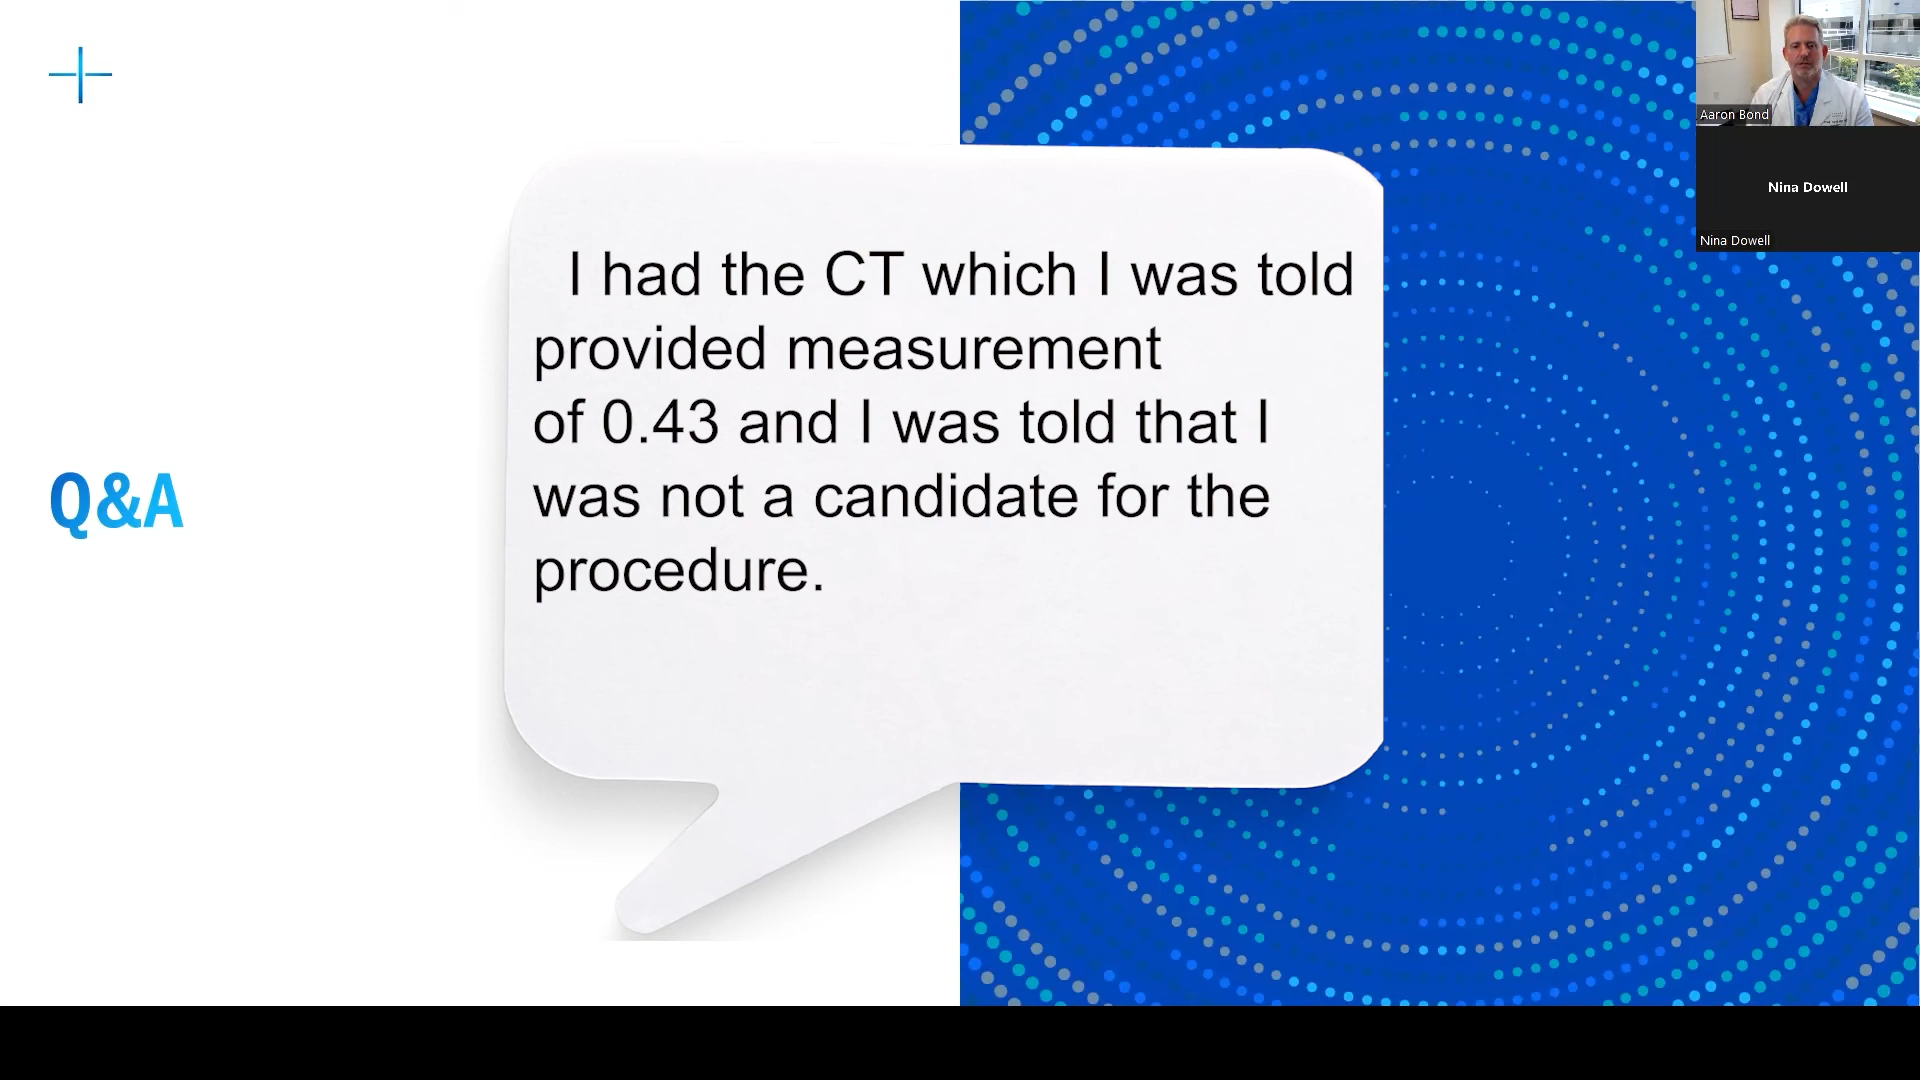 Q&A
I had the CT which I was told
provided measurement
of 0.43 and I was told that I
was not a candidate for the
procedure.
Aaron Bond
Nina Dowell
Nina Dowell